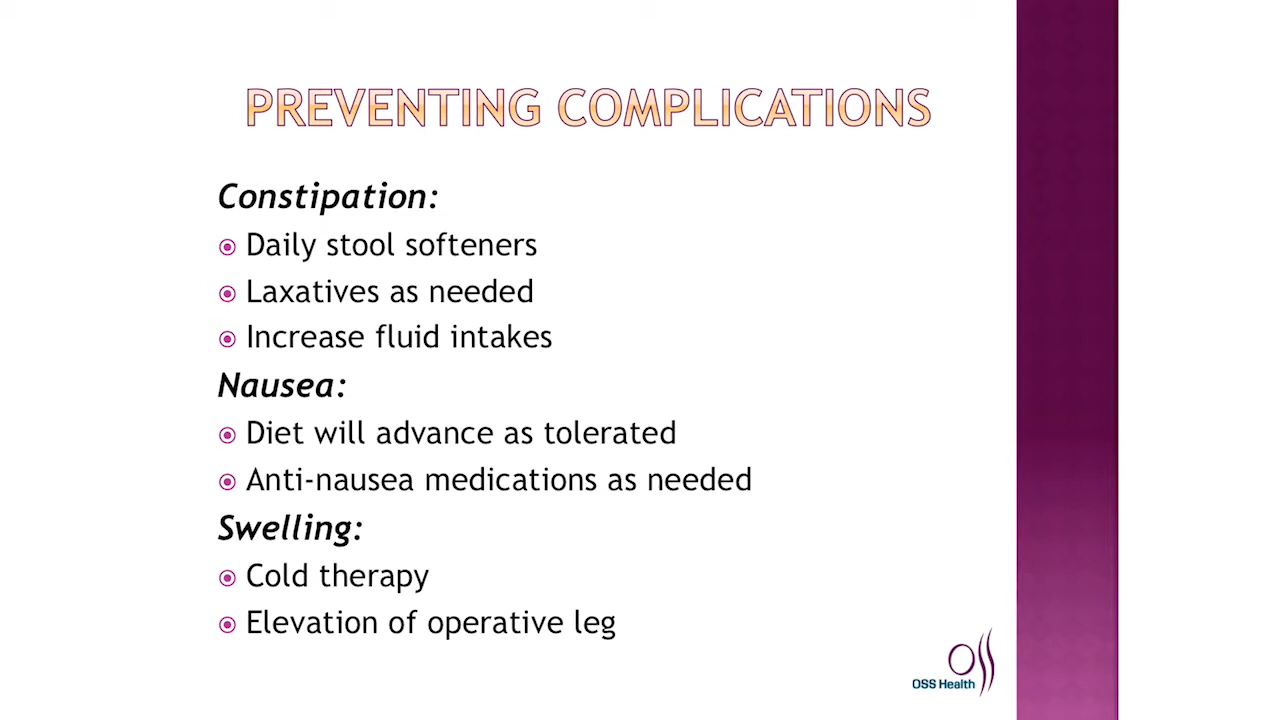 PREVENTING COMPLICATIONS
Constipation:
Daily stool softeners
Laxatives as needed
Increase fluid intakes
Nausea:
Diet will advance as tolerated
Anti-nausea medications as needed
Swelling:
Cold therapy
Elevation of operative leg
OSS Health